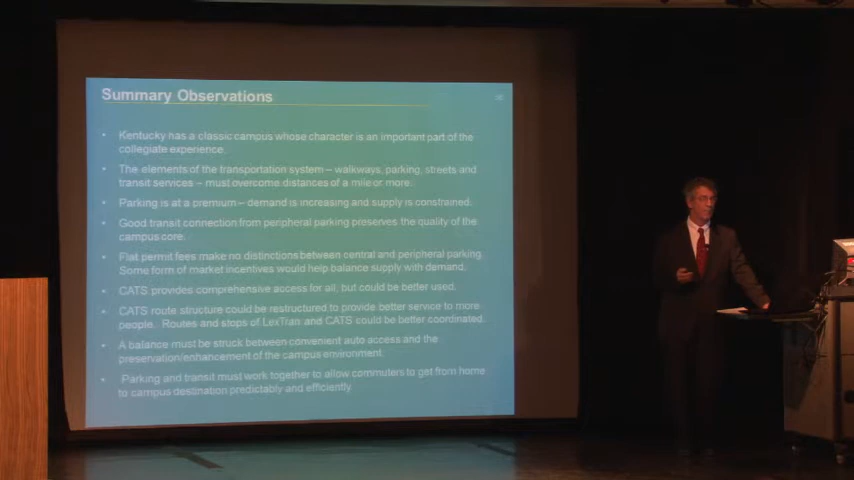 Summary Observations
• Kentucky has a classic campus whose character is an important part of the
collegiate experience.
• The elements of the transportation system – walkways, parking, streets and
transit services – must overcome distances of a mile or more.
• Parking is at a premium – demand is increasing and supply is constrained.
• Good transit connection from peripheral parking preserves the quality of the
campus core.
• Flat permit fees make no distinctions between central and peripheral parking.
Some form of market incentives would help balance supply with demand.
• CATS provides comprehensive access for all, but could be better used.
• CATS route structure could be restructured to provide better service to more
people. Routes and stops of LexTran and CATS could be better coordinated.
• A balance must be struck between convenient auto access and the
preservation/enhancement of the campus environment.
• Parking and transit must work together to allow commuters to get from home
to campus destination predictably and efficiently.